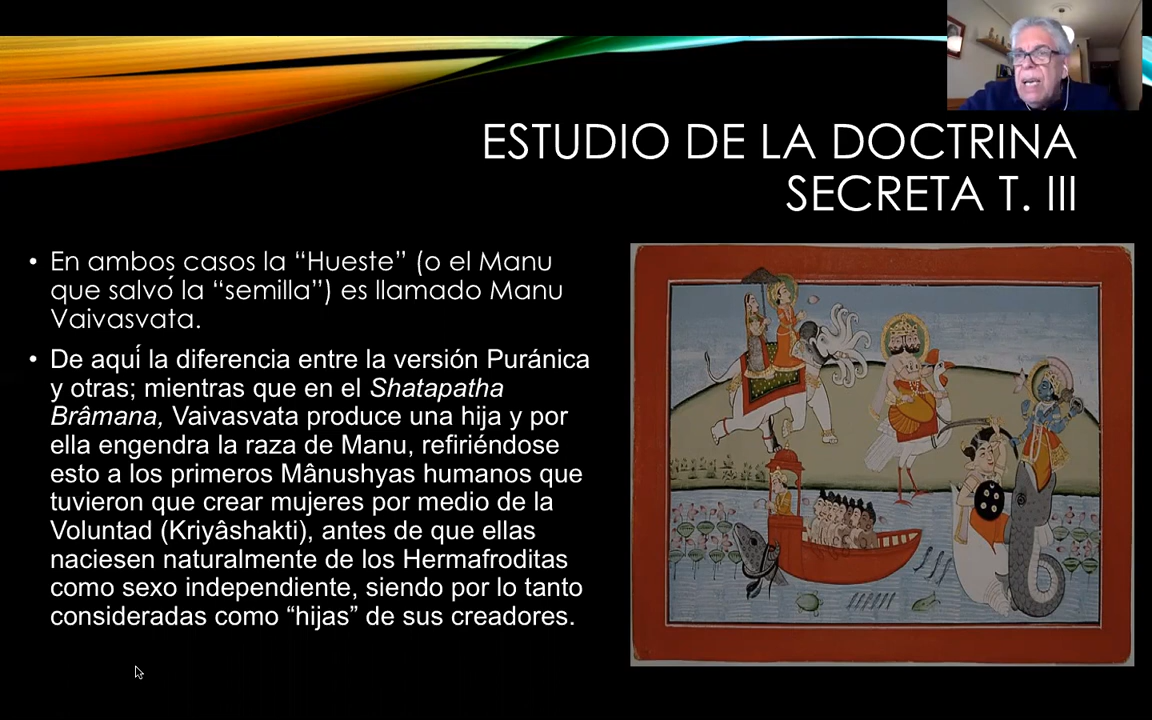 ESTUDIO DE LA DOCTRINA
SECRETA T. III
• En ambos casos la “Hueste” (o el Manu
que salvó la “semilla”) es llamado Manu
Vaivasvata.
• De aquí la diferencia entre la versión Puránica
y otras; mientras que en el Shatapatha
Brâmana, Vaivasvata produce una hija y por
ella engendra la raza de Manu, refiriéndose
esto a los primeros Mânushyas humanos que
tuvieron que crear mujeres por medio de la
Voluntad (Kriyâshakti), antes de que ellas
naciesen naturalmente de los Hermafroditas
como sexo independiente, siendo por lo tanto
consideradas como “hijas” de sus creadores.